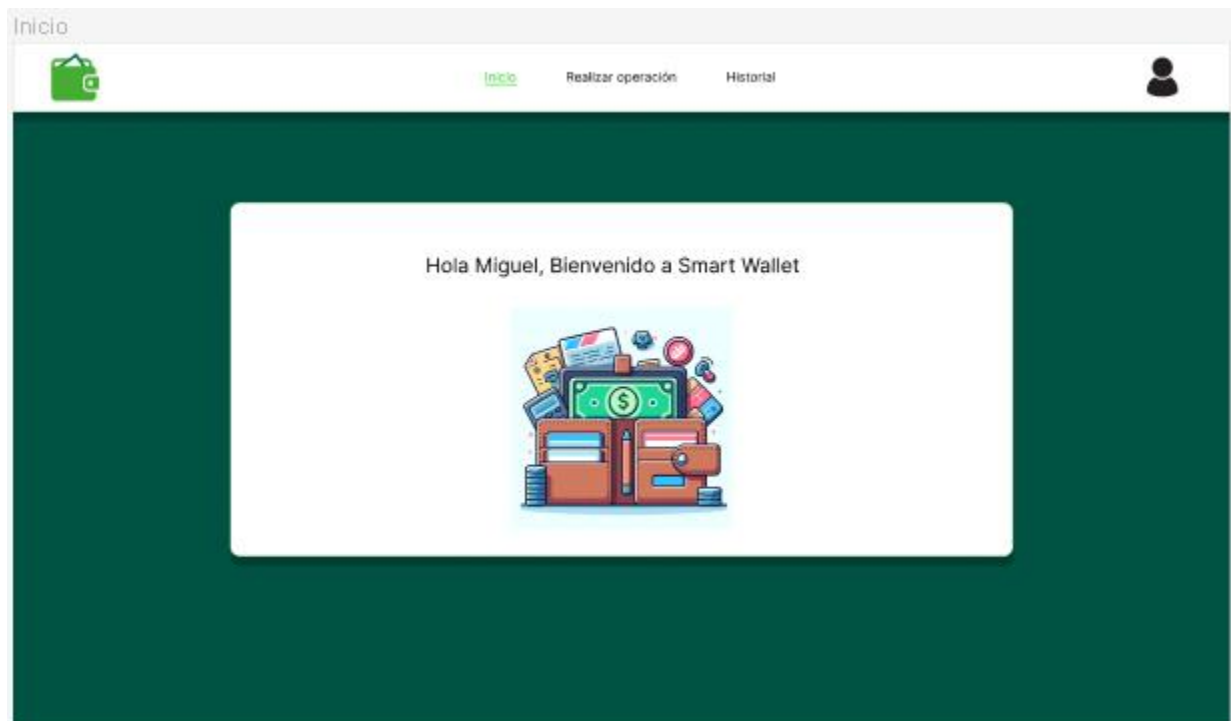 Inicio
Inicio
Realizar operación
Historial
Hola Miguel, Bienvenido a Smart Wallet
$